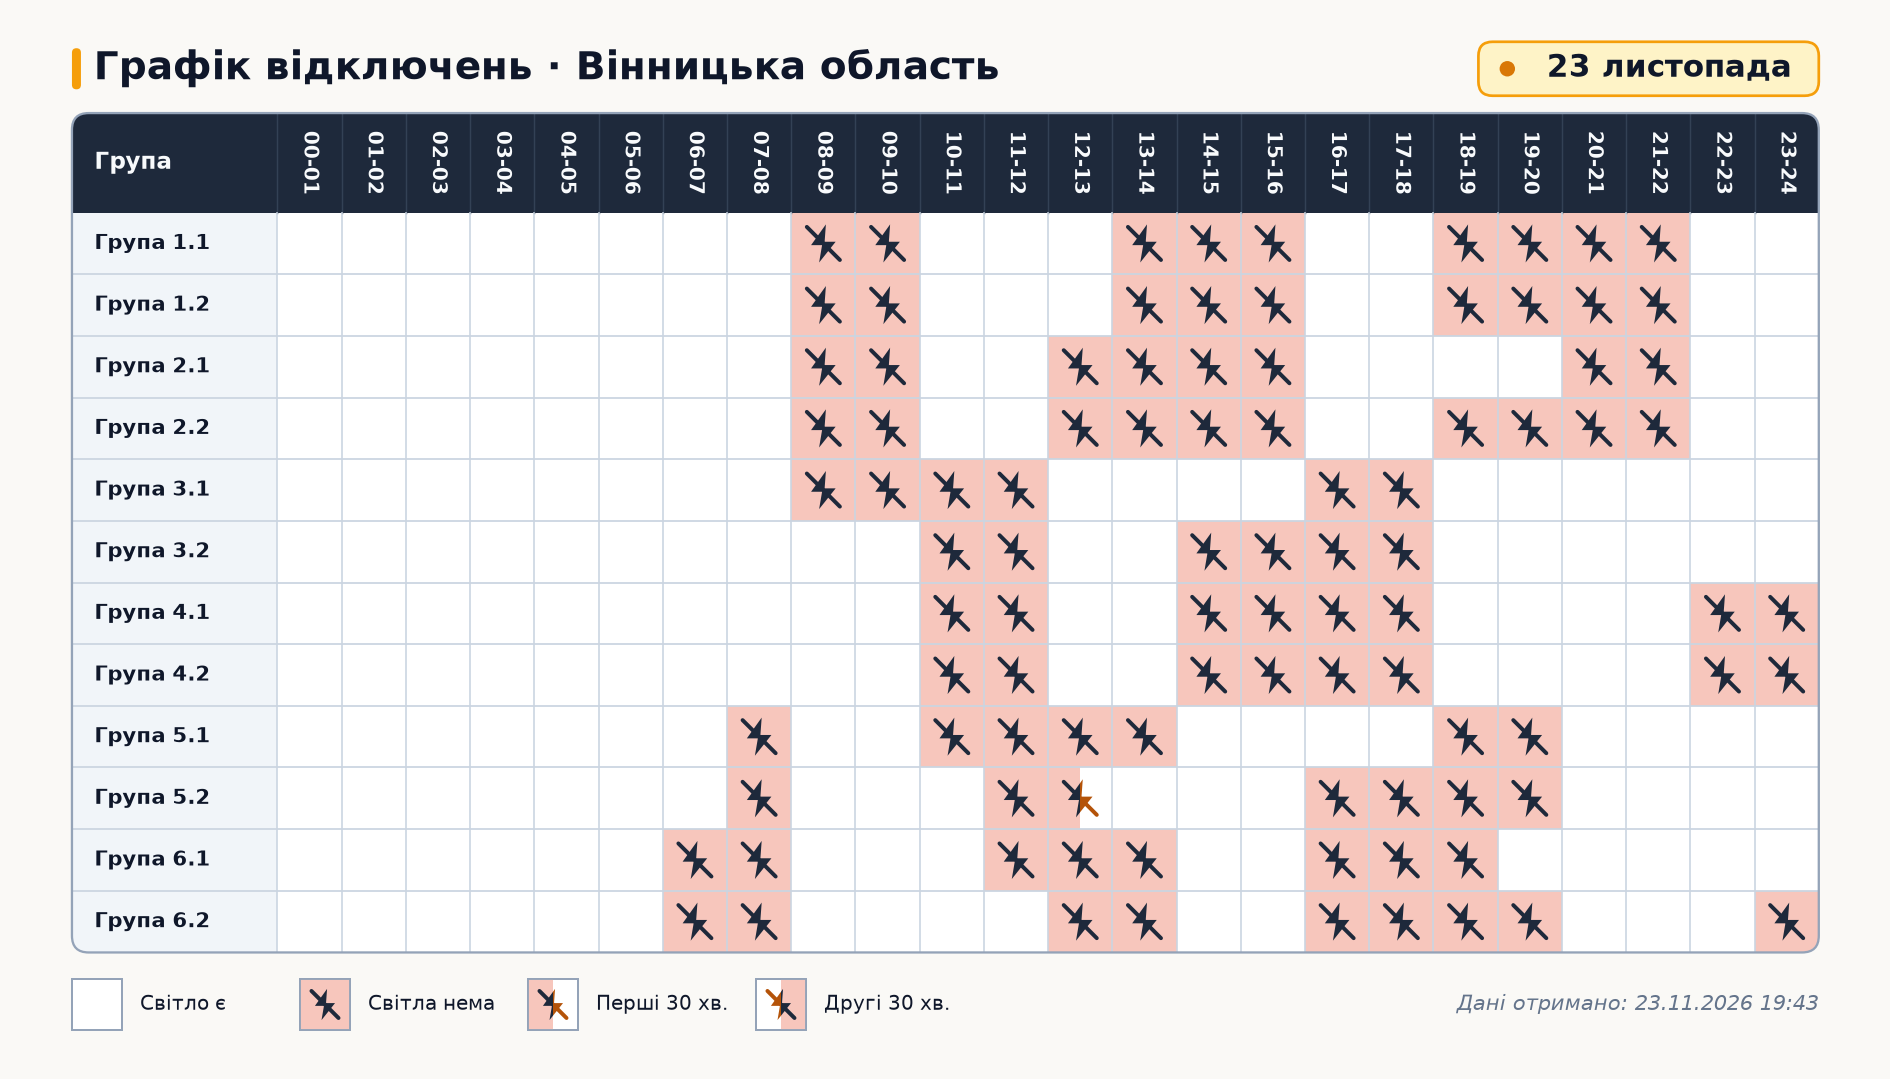 Графік відключень · Вінницька область
23 листопада
Група 00-01 01-02 02-03 03-04 04-05 05-06 06-07 07-08 08-09 09-10 10-11 11-12 12-13 13-14 14-15 15-16 16-17 17-18 18-19 19-20 20-21 21-22 22-23 23-24
Група 1.1
Група 1.2
Група 2.1
Група 2.2
Група 3.1
Група 3.2
Група 4.1
Група 4.2
Група 5.1
Група 5.2
Група 6.1
Група 6.2
Світло є Світла нема Перші 30 хв. Другі 30 хв.
Дані отримано: 23.11.2026 19:43